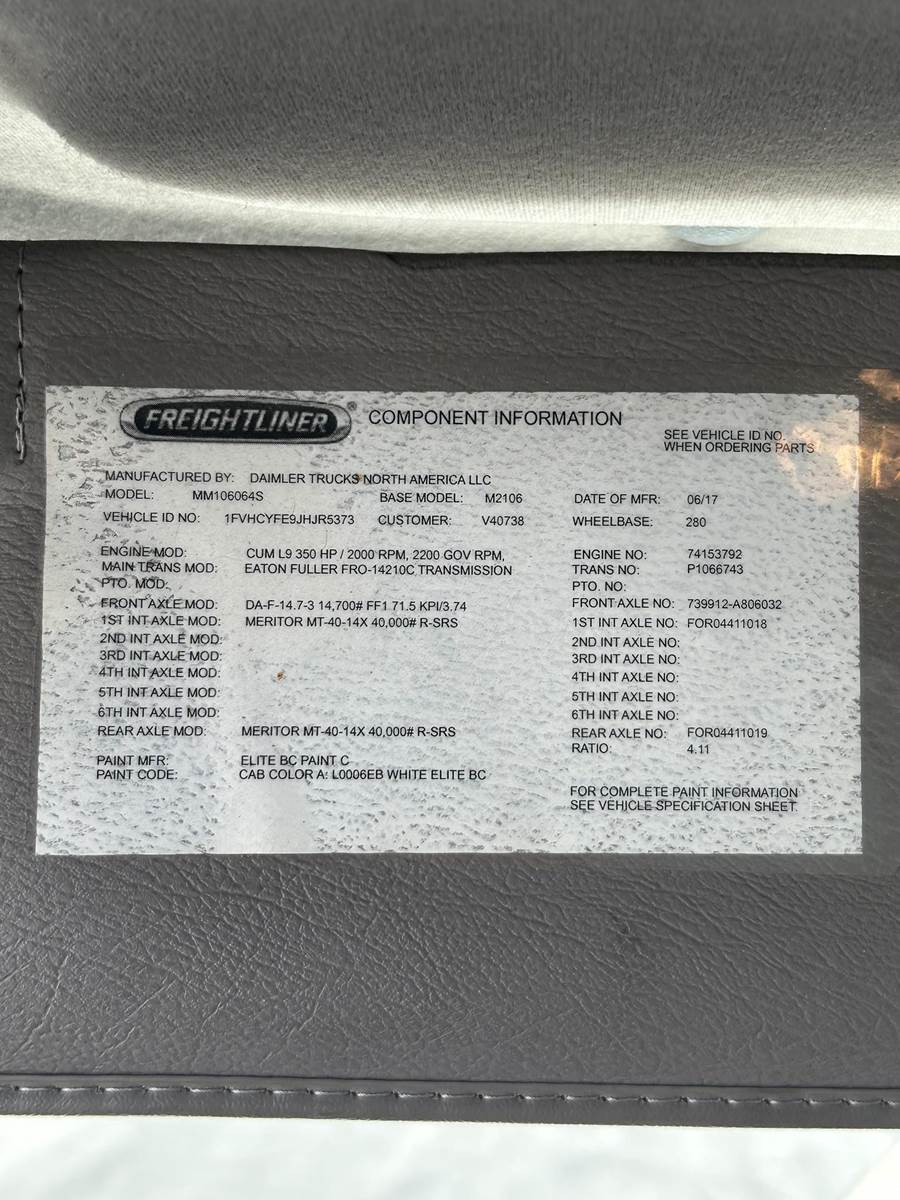 FREIGHTLINER ® COMPONENT INFORMATION
SEE VEHICLE ID NO.
WHEN ORDERING PARTS
MANUFACTURED BY: DAIMLER TRUCKS NORTH AMERICA LLC
MODEL: MM106064S BASE MODEL: M2106 DATE OF MFR: 06/17
VEHICLE ID NO: 1FVHCYFE9JHJR5373 CUSTOMER: V40738 WHEELBASE: 280
ENGINE MOD: CUM L9 350 HP / 2000 RPM, 2200 GOV RPM, ENGINE NO: 74153792
MAIN TRANS MOD: EATON FULLER FRO-14210C TRANSMISSION TRANS NO: P1066743
PTO. MOD: PTO. NO:
FRONT AXLE MOD: DA-F-14.7-3 14,700# FF1 71.5 KPI/3.74 FRONT AXLE NO: 739912-A806032
1ST INT AXLE MOD: MERITOR MT-40-14X 40,000# R-SRS 1ST INT AXLE NO: FOR04411018
2ND INT AXLE MOD: 2ND INT AXLE NO:
3RD INT AXLE MOD: 3RD INT AXLE NO:
4TH INT AXLE MOD: 4TH INT AXLE NO:
5TH INT AXLE MOD: 5TH INT AXLE NO:
6TH INT AXLE MOD: 6TH INT AXLE NO:
REAR AXLE MOD: MERITOR MT-40-14X 40,000# R-SRS REAR AXLE NO: FOR04411019
RATIO: 4.11
PAINT MFR: ELITE BC PAINT C
PAINT CODE: CAB COLOR A: L0006EB WHITE ELITE BC
FOR COMPLETE PAINT INFORMATION
SEE VEHICLE SPECIFICATION SHEET